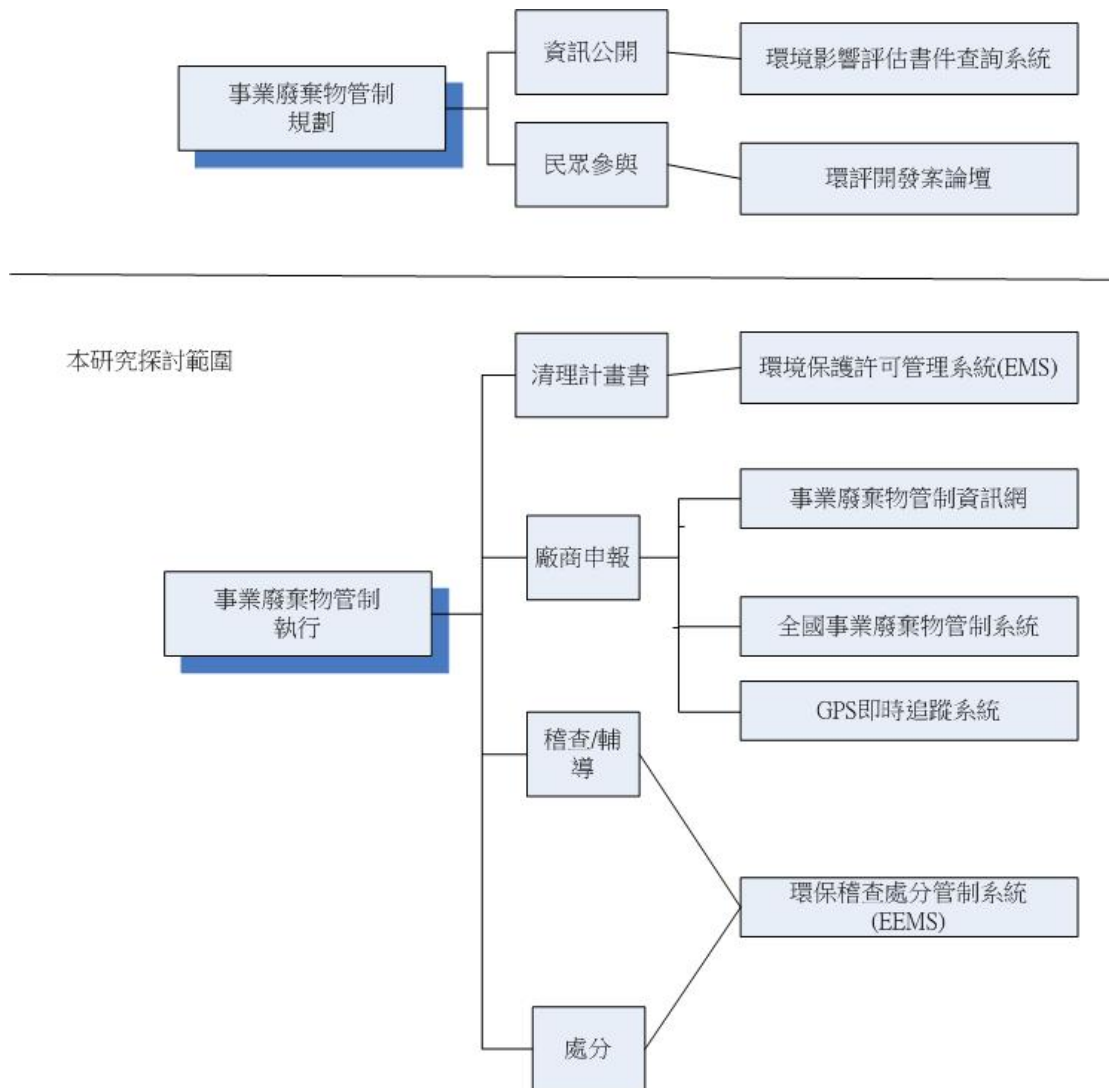 資訊公開
環境影響評估書件查詢系統
事業廢棄物管制
規劃
民眾參與
環評開發案論壇
本研究探討範圍
清理計畫書
環境保護許可管理系統(EMS)
事業廢棄物管制資訊網
廠商申報
事業廢棄物管制
執行
全國事業廢棄物管制系統
GPS即時追蹤系統
稽查/輔
導
環保稽查處分管制系統
(EEMS)
處分